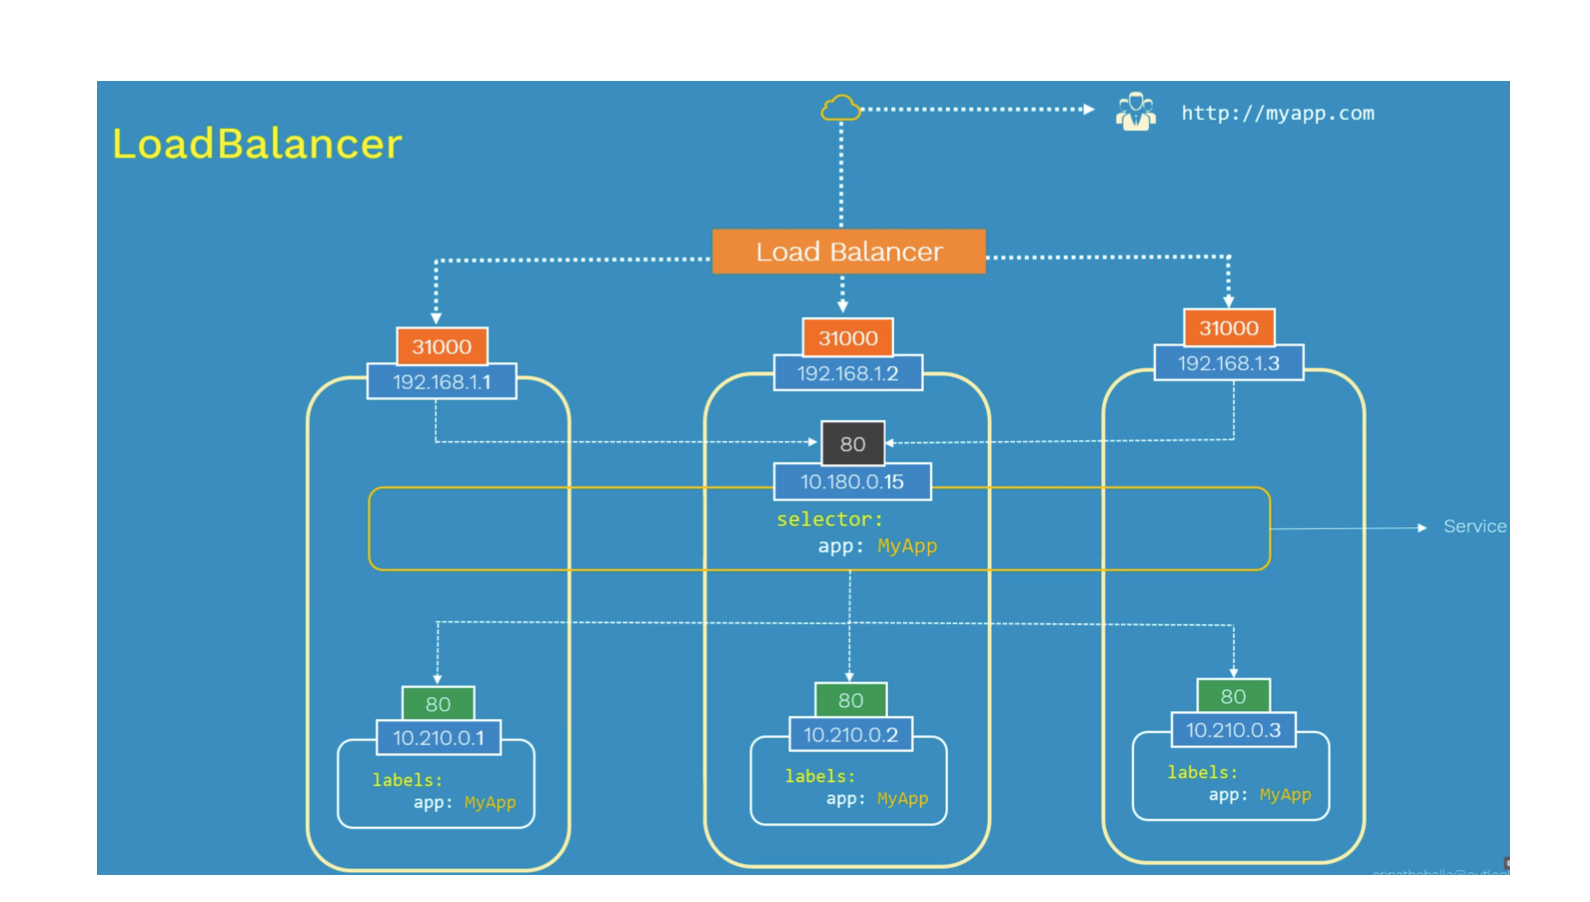 LoadBalancer
http://myapp.com
Load Balancer
31000
192.168.1.1
31000
192.168.1.2
31000
192.168.1.3
80
10.180.0.15
selector:
app: MyApp
Service
80
10.210.0.1
labels:
app: MyApp
80
10.210.0.2
labels:
app: MyApp
80
10.210.0.3
labels:
app: MyApp